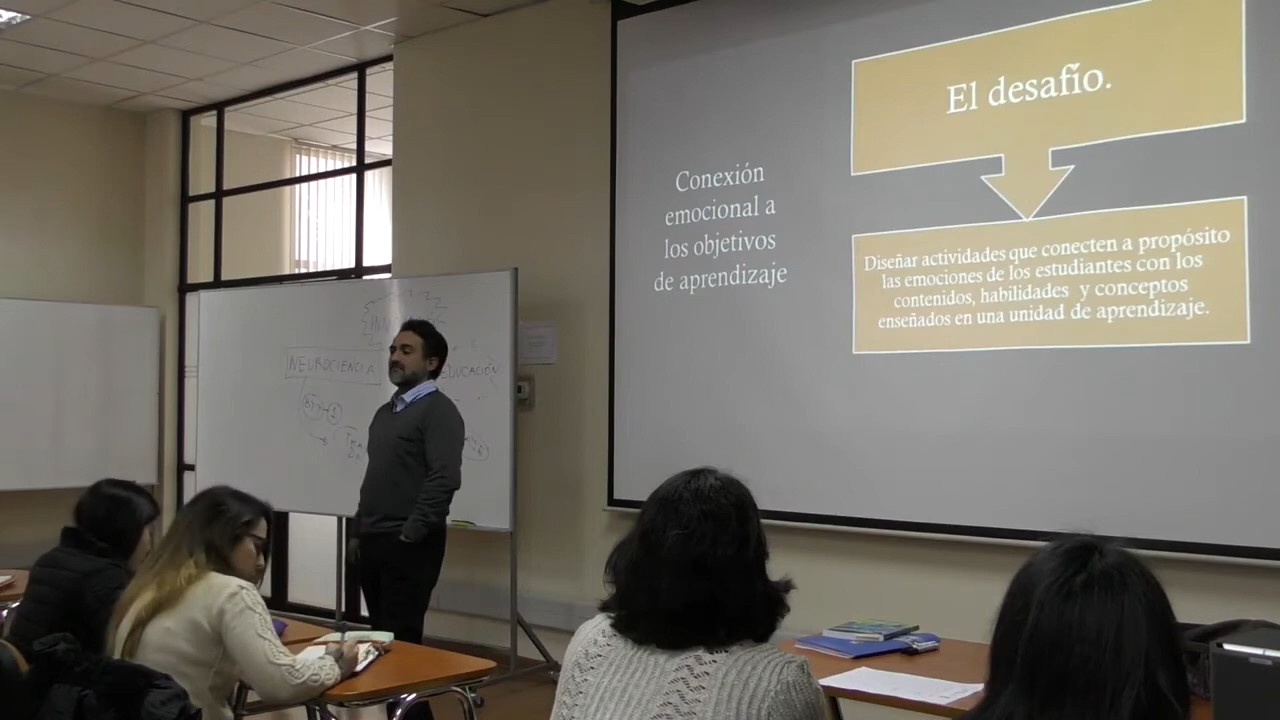 El desafío.
Conexión
emocional a
los objetivos
de aprendizaje
Diseñar actividades que conecten a propósito
las emociones de los estudiantes con los
contenidos, habilidades y conceptos
enseñados en una unidad de aprendizaje.
NEUROCIENCIA
EDUCACIÓN